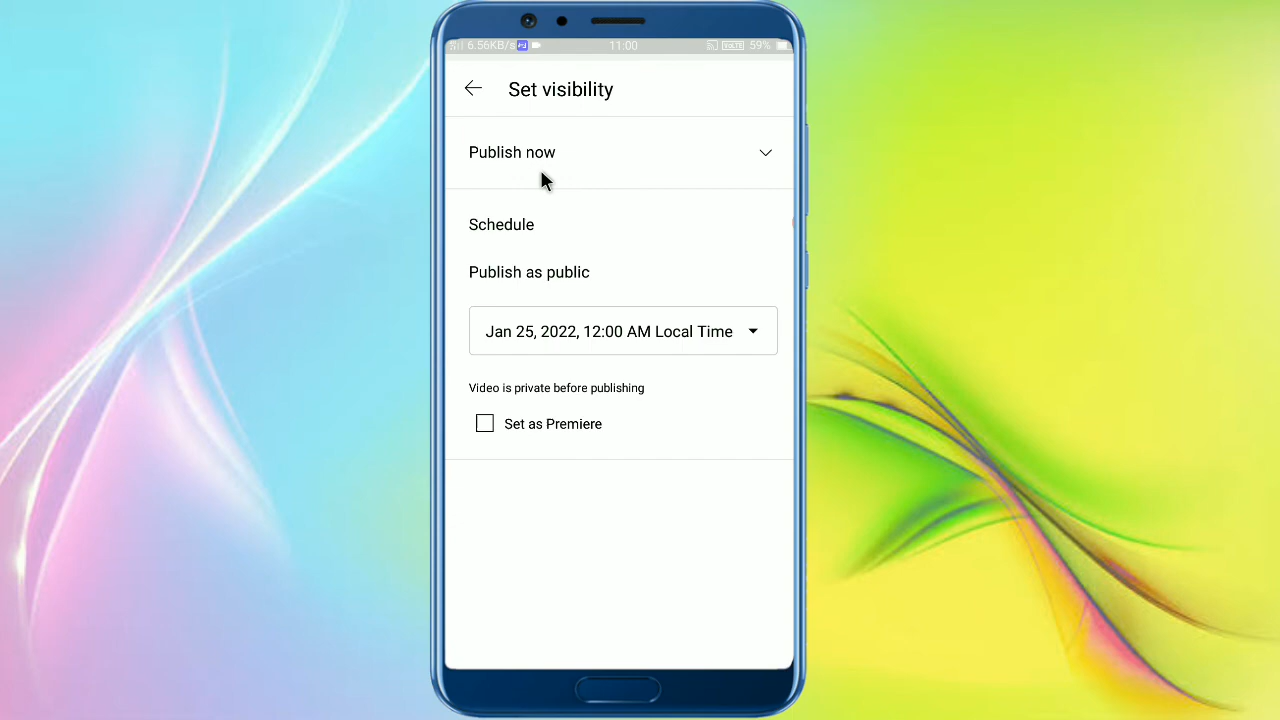 6.56KB/s 11:00 VoLTE 59%
Set visibility
Publish now
Schedule
Publish as public
Jan 25, 2022, 12:00 AM Local Time
Video is private before publishing
Set as Premiere